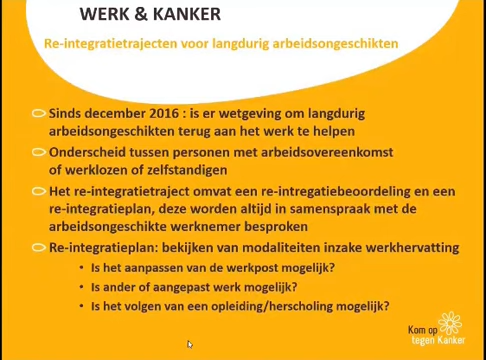 WERK & KANKER
Re-integratietrajecten voor langdurig arbeidsongeschikten
Sinds december 2016 : is er wetgeving om langdurig
arbeidsongeschikten terug aan het werk te helpen
Onderscheid tussen personen met arbeidsovereenkomst
of werklozen of zelfstandigen
Het re-integratietraject omvat een re-intregatiebeoordeling en een
re-integratieplan, deze worden altijd in samenspraak met de
arbeidsongeschikte werknemer besproken
Re-integratieplan: bekijken van modaliteiten inzake werkhervatting
• Is het aanpassen van de werkpost mogelijk?
• Is ander of aangepast werk mogelijk?
• Is het volgen van een opleiding/herscholing mogelijk?
Kom op
tegen Kanker